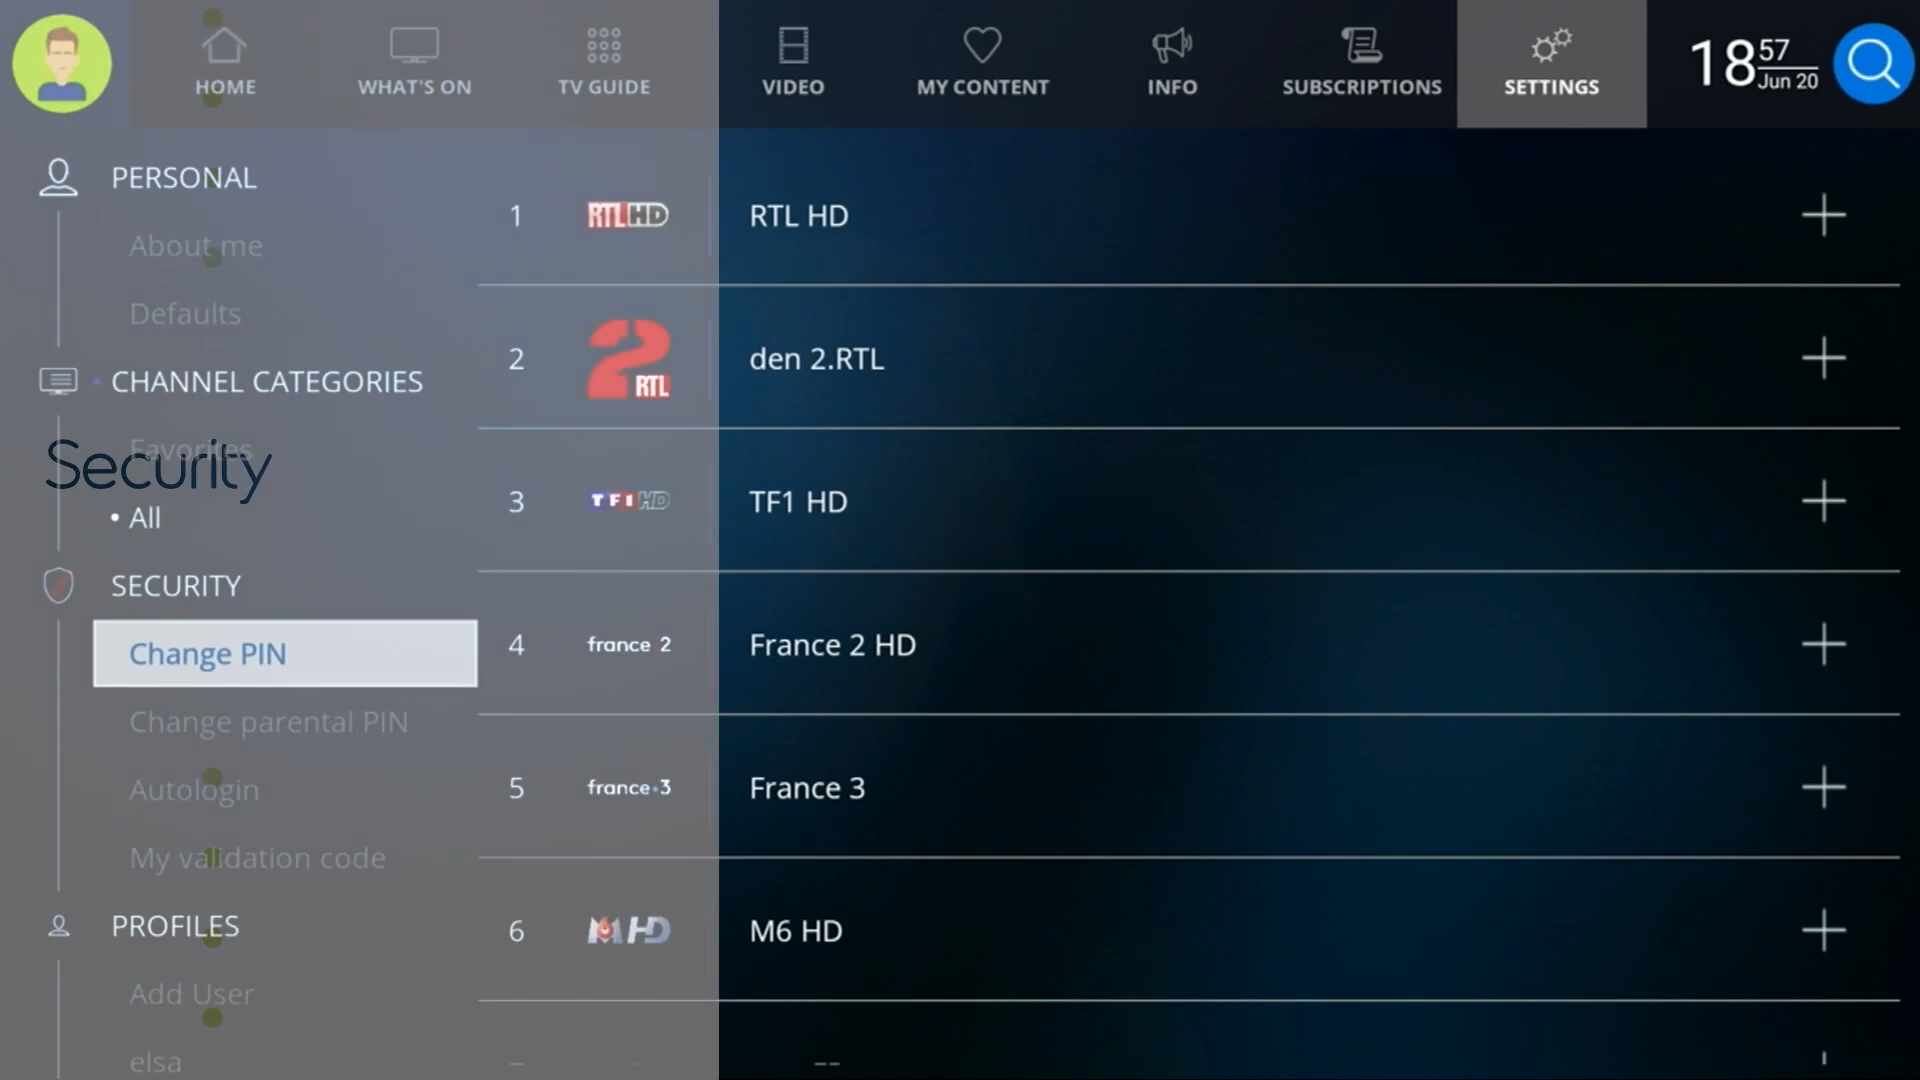 HOME
WHAT'S ON
TV GUIDE
VIDEO
MY CONTENT
INFO
SUBSCRIPTIONS
SETTINGS
18 57
Jun 20
PERSONAL
About me
Defaults
CHANNEL CATEGORIES
Favorites
Security
• All
SECURITY
Change PIN
Change parental PIN
Autologin
My validation code
PROFILES
Add User
elsa
1 RTL HD RTL HD
2 2 RTL den 2.RTL
3 TF1 HD TF1 HD
4 france 2 France 2 HD
5 france•3 France 3
6 M6 HD M6 HD